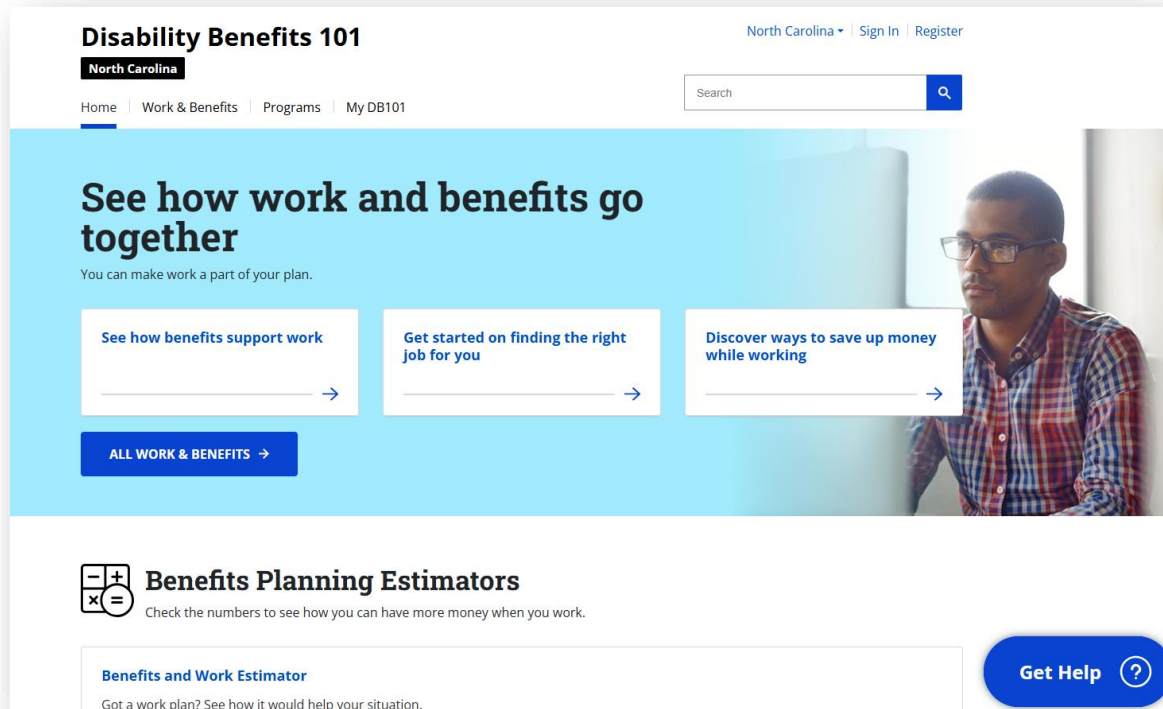 Disability Benefits 101
North Carolina
North Carolina Sign In Register
Search
Home Work & Benefits Programs My DB101
See how work and benefits go
together
You can make work a part of your plan.
See how benefits support work
Get started on finding the right
job for you
Discover ways to save up money
while working
ALL WORK & BENEFITS →
Benefits Planning Estimators
Check the numbers to see how you can have more money when you work.
Benefits and Work Estimator
Got a work plan? See how it would help your situation.
Get Help ?